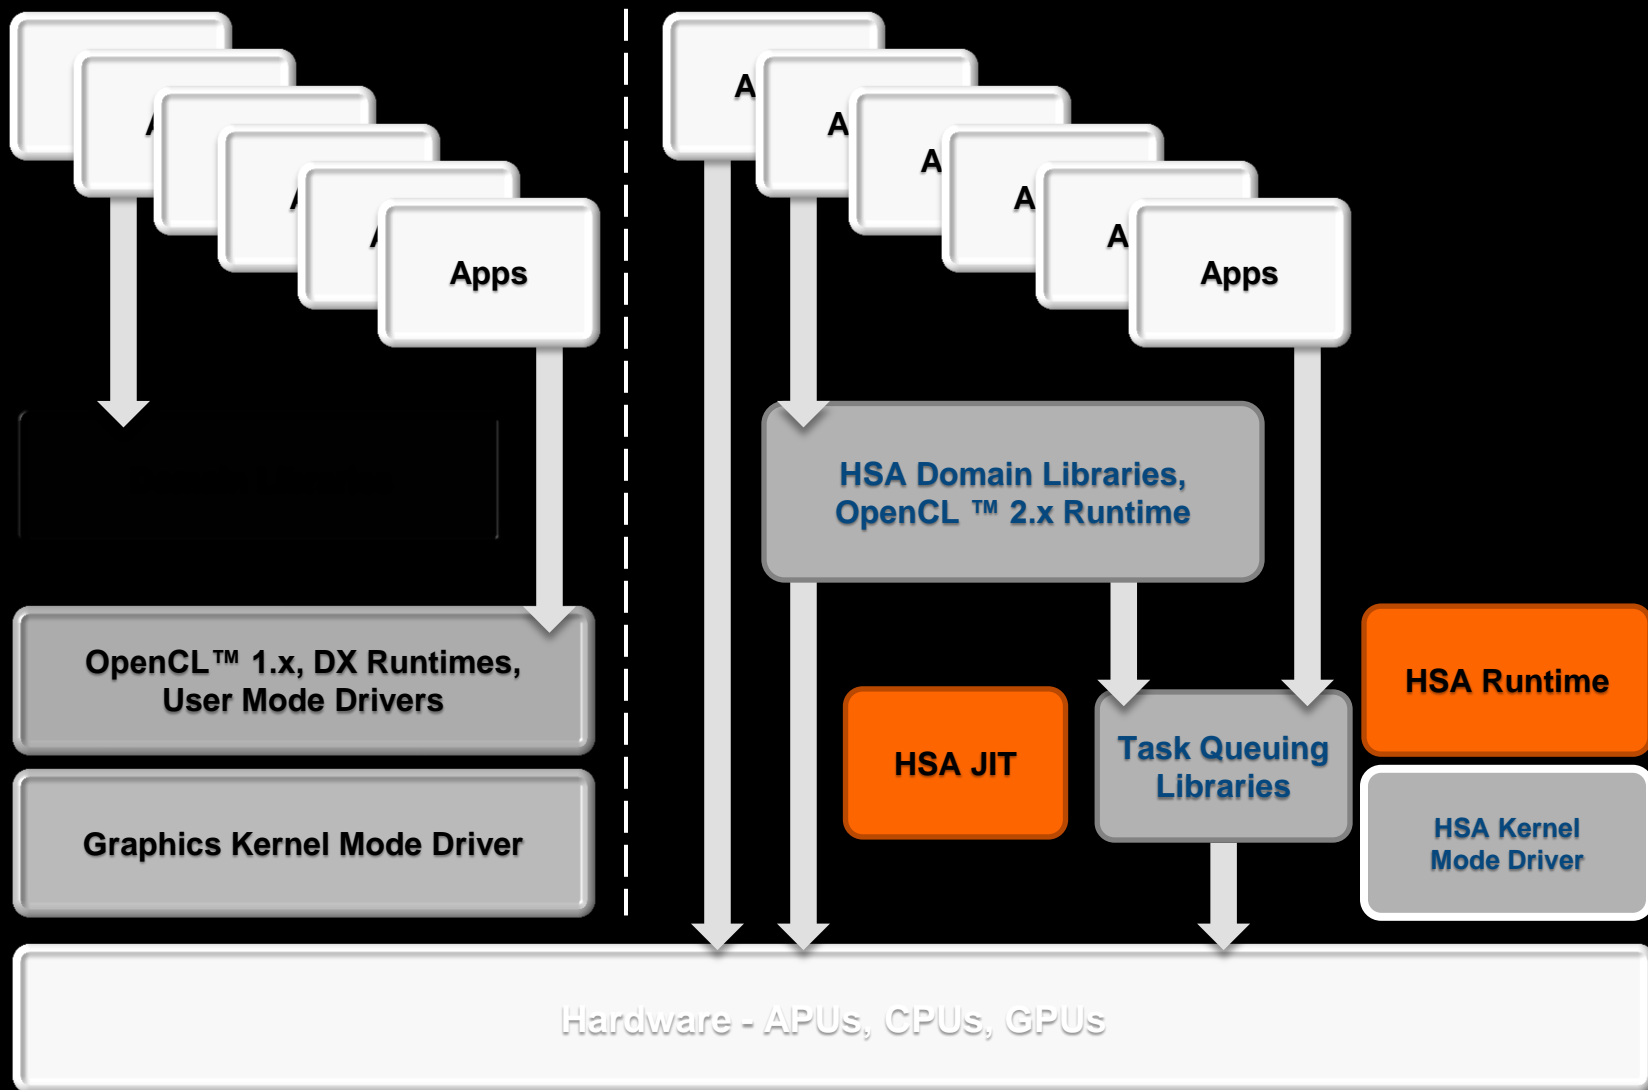 A
A
A
A
Apps
A
A
A
A
A
Apps
HSA Domain Libraries,
OpenCL ™ 2.x Runtime
OpenCL™ 1.x, DX Runtimes,
User Mode Drivers
HSA JIT
Task Queuing
Libraries
HSA Runtime
Graphics Kernel Mode Driver
HSA Kernel
Mode Driver
Hardware - APUs, CPUs, GPUs